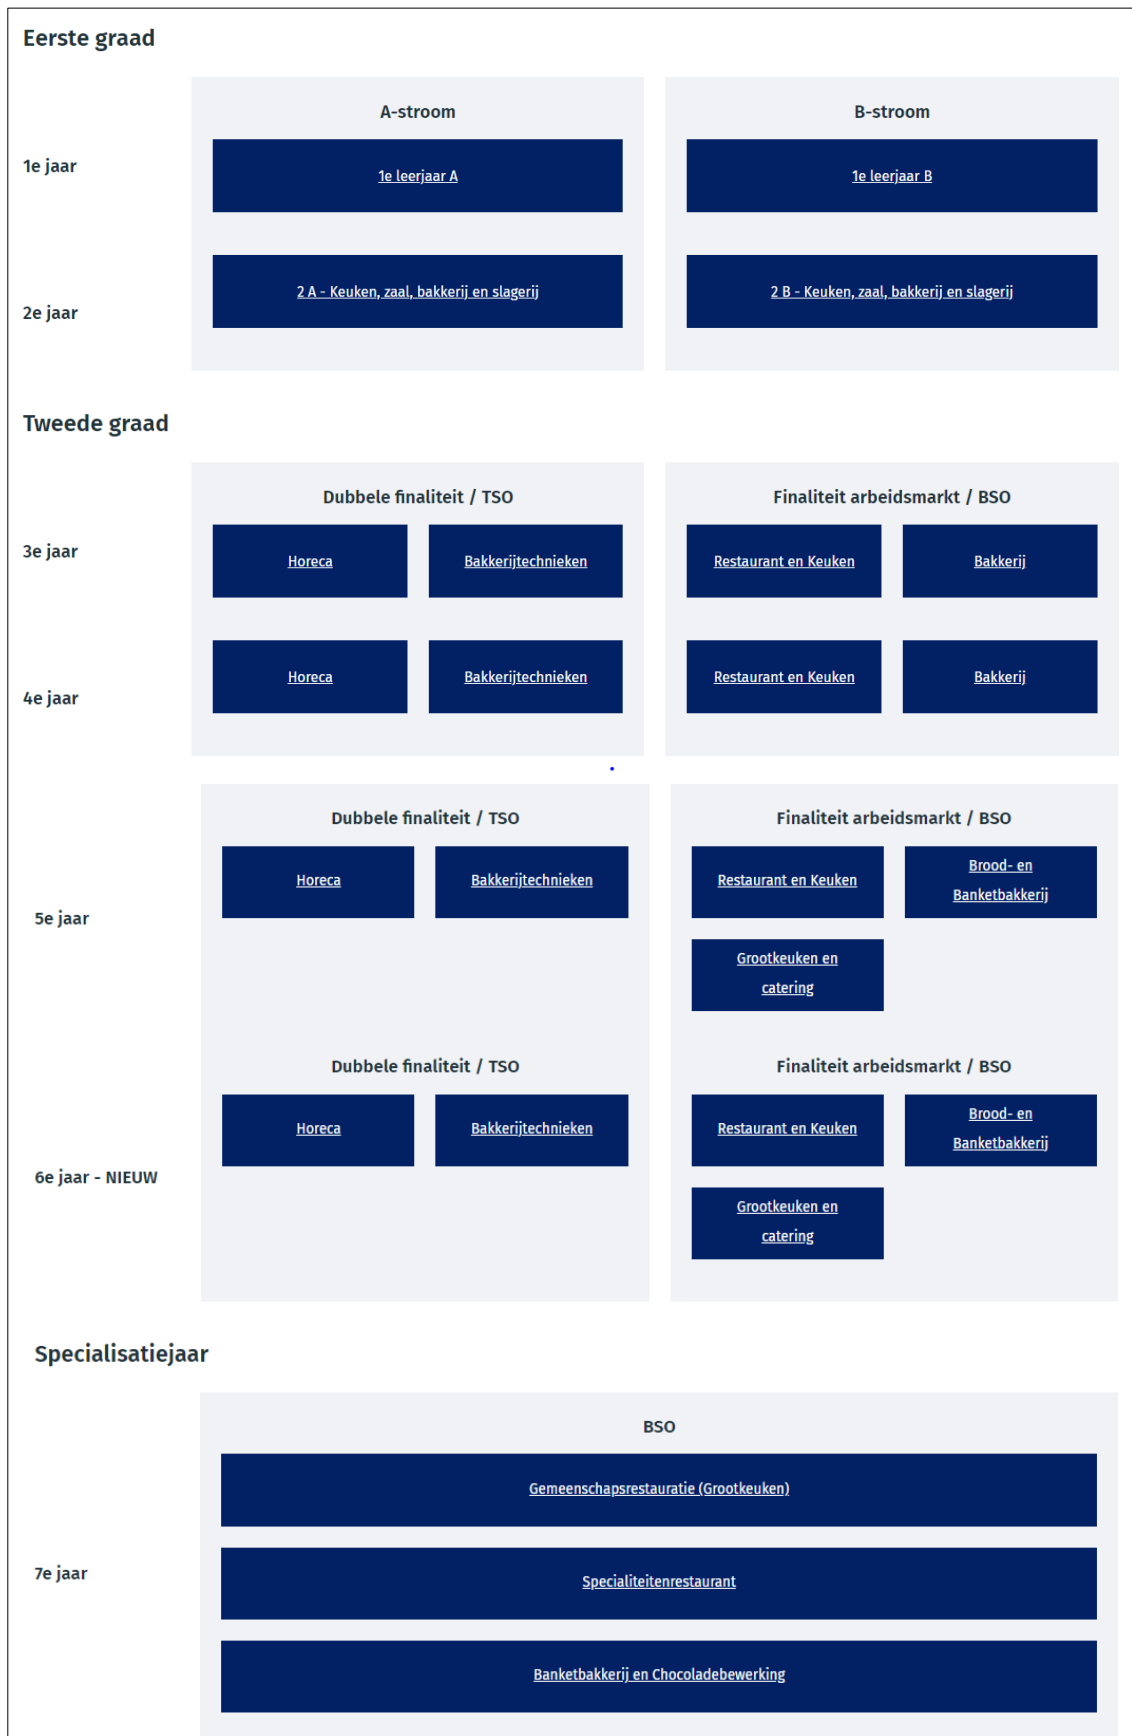 Eerste graad
A-stroom
B-stroom
1e jaar
1e leerjaar A
1e leerjaar B
2e jaar
2 A - Keuken, zaal, bakkerij en slagerij
2 B - Keuken, zaal, bakkerij en slagerij
Tweede graad
Dubbele finaliteit / TSO
Finaliteit arbeidsmarkt / BSO
3e jaar
Horeca
Bakkerijtechnieken
Restaurant en Keuken
Bakkerij
4e jaar
Horeca
Bakkerijtechnieken
Restaurant en Keuken
Bakkerij
Dubbele finaliteit / TSO
Finaliteit arbeidsmarkt / BSO
5e jaar
Horeca
Bakkerijtechnieken
Restaurant en Keuken
Brood- en
Banketbakkerij
Grootkeuken en
catering
Dubbele finaliteit / TSO
Finaliteit arbeidsmarkt / BSO
6e jaar - NIEUW
Horeca
Bakkerijtechnieken
Restaurant en Keuken
Brood- en
Banketbakkerij
Grootkeuken en
catering
Specialisatiejaar
BSO
7e jaar
Gemeenschapsrestauratie (Grootkeuken)
Specialiteitenrestaurant
Banketbakkerij en Chocoladebewerking